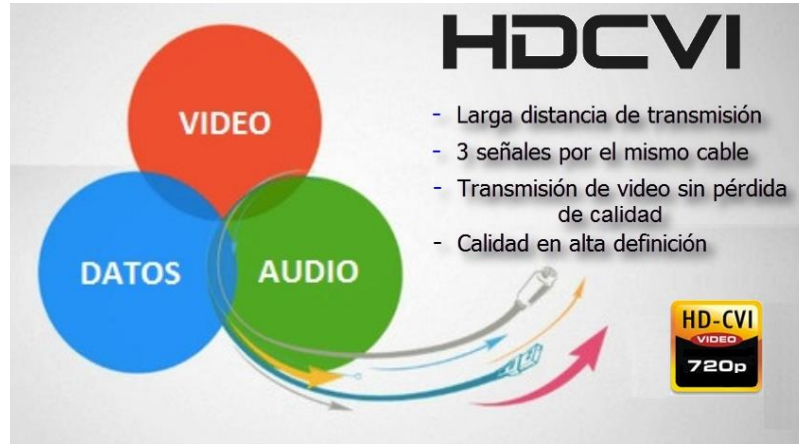 HDCVI
VIDEO
DATOS
AUDIO
- Larga distancia de transmisión
- 3 señales por el mismo cable
- Transmisión de video sin pérdida
de calidad
- Calidad en alta definición
HD-CVI
VIDEO
720p